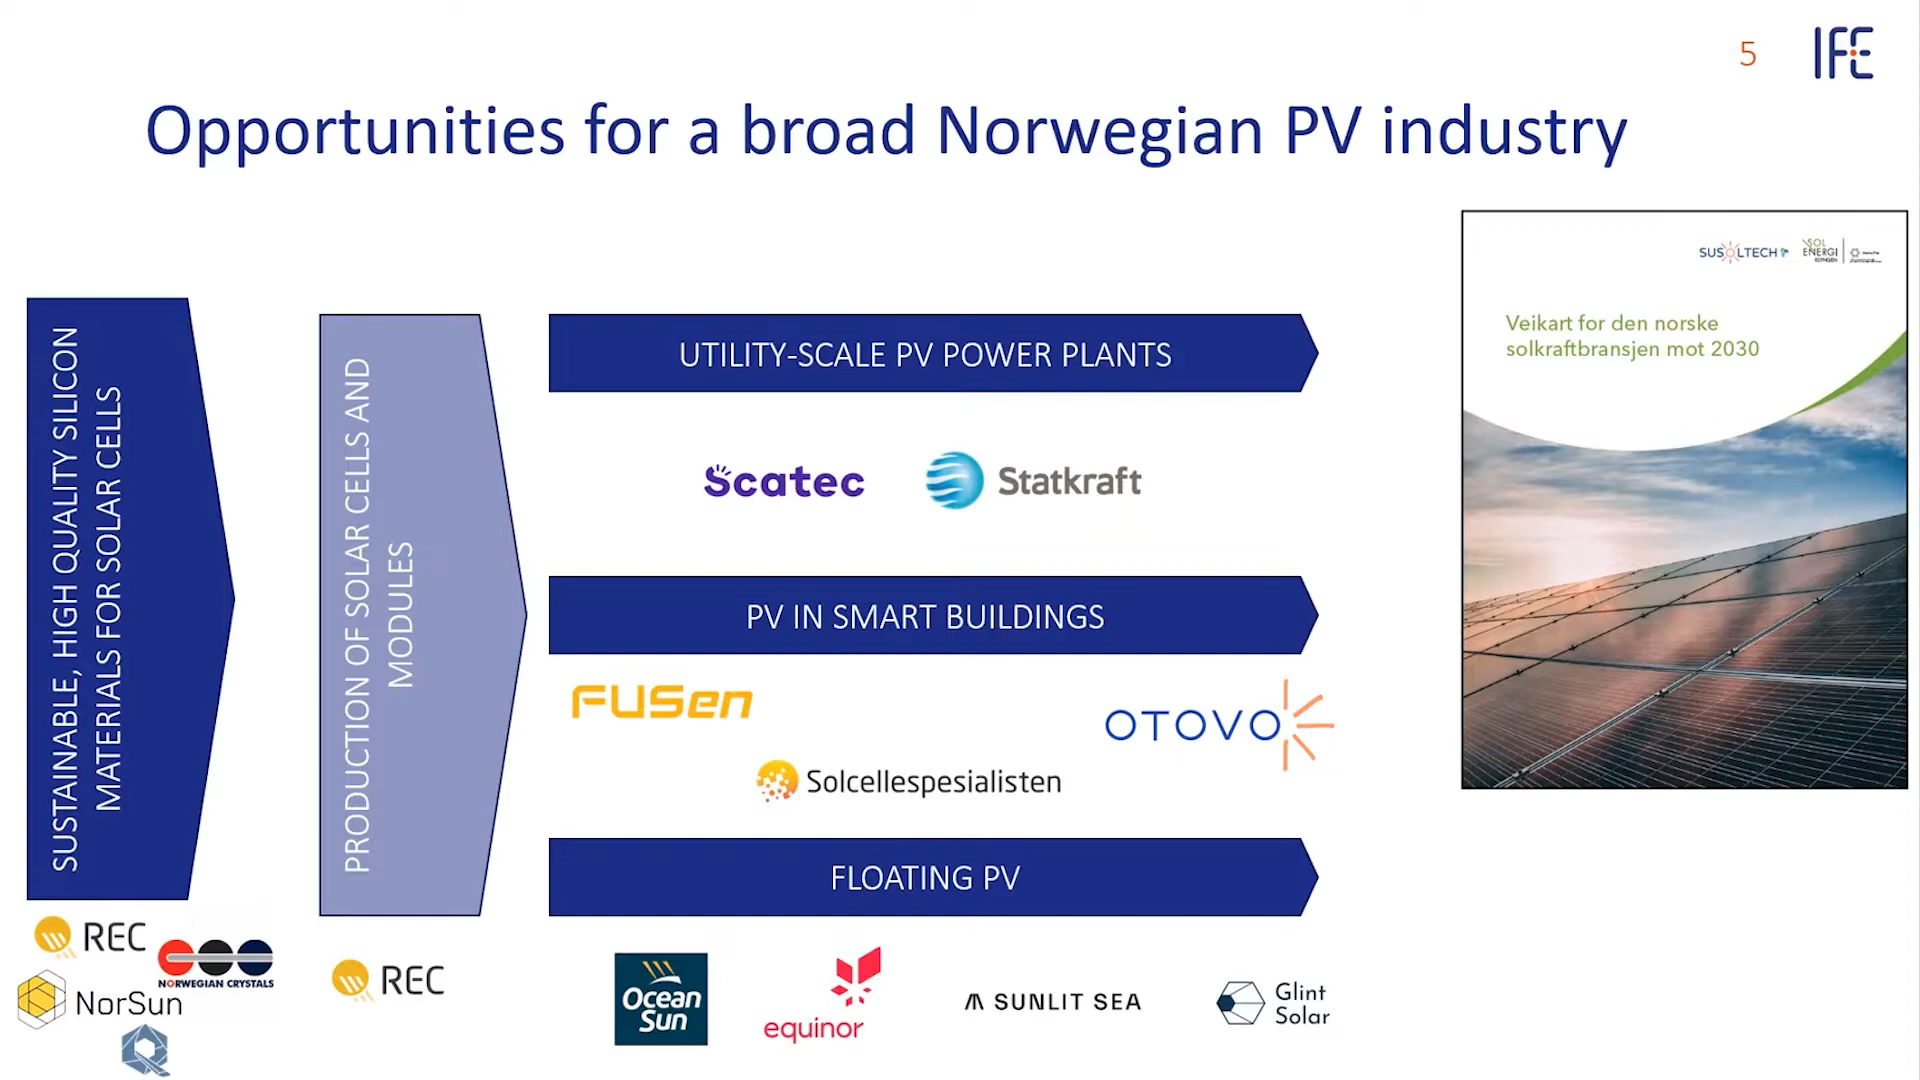 5
IFE
Opportunities for a broad Norwegian PV industry
SUSTAINABLE, HIGH QUALITY SILICON
MATERIALS FOR SOLAR CELLS
REC
NORWEGIAN CRYSTALS
NorSun
PRODUCTION OF SOLAR CELLS AND
MODULES
REC
UTILITY-SCALE PV POWER PLANTS
Scatec
Statkraft
PV IN SMART BUILDINGS
FUSen
OTOVO
Solcellespesialisten
FLOATING PV
Ocean
Sun
equinor
SUNLIT SEA
Glint
Solar
SUSOLTECH
SOL
ENERGI
KLYNGEN
Veikart for den norske
solkraftbransjen mot 2030